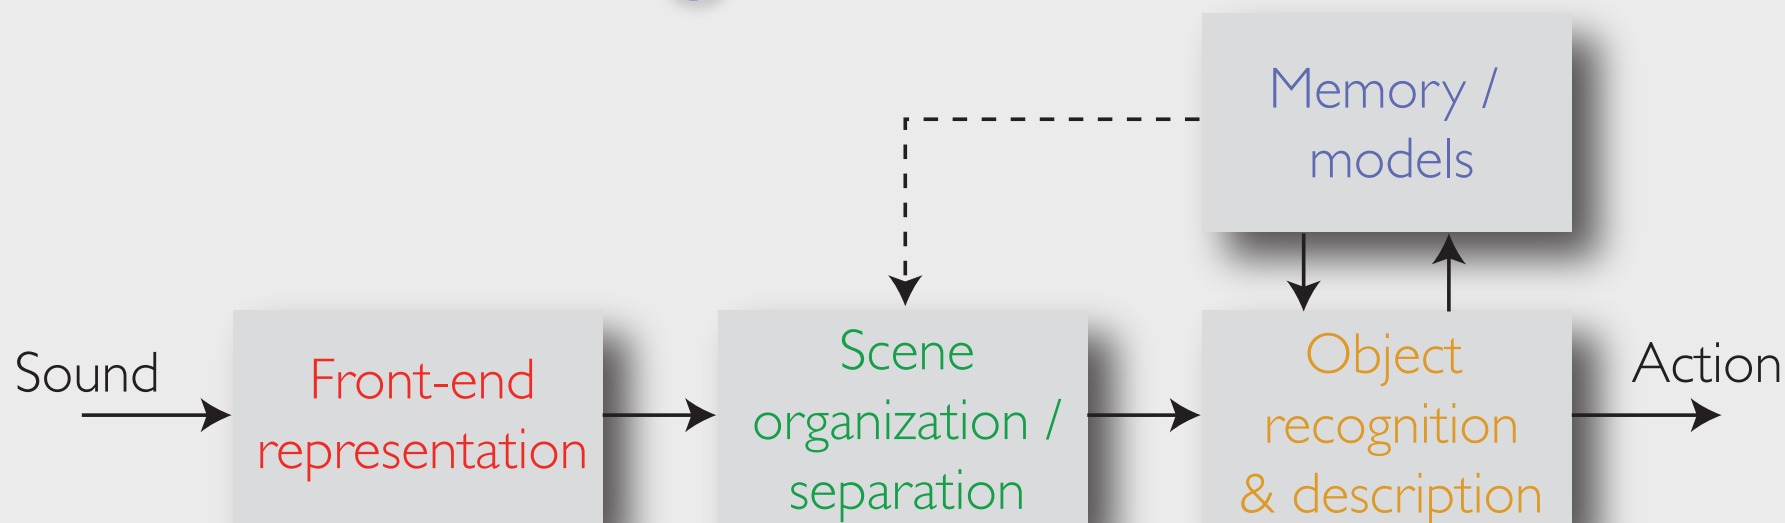 Memory /
models
Sound
Front-end
representation
Scene
organization /
separation
Object
recognition
& description
Action